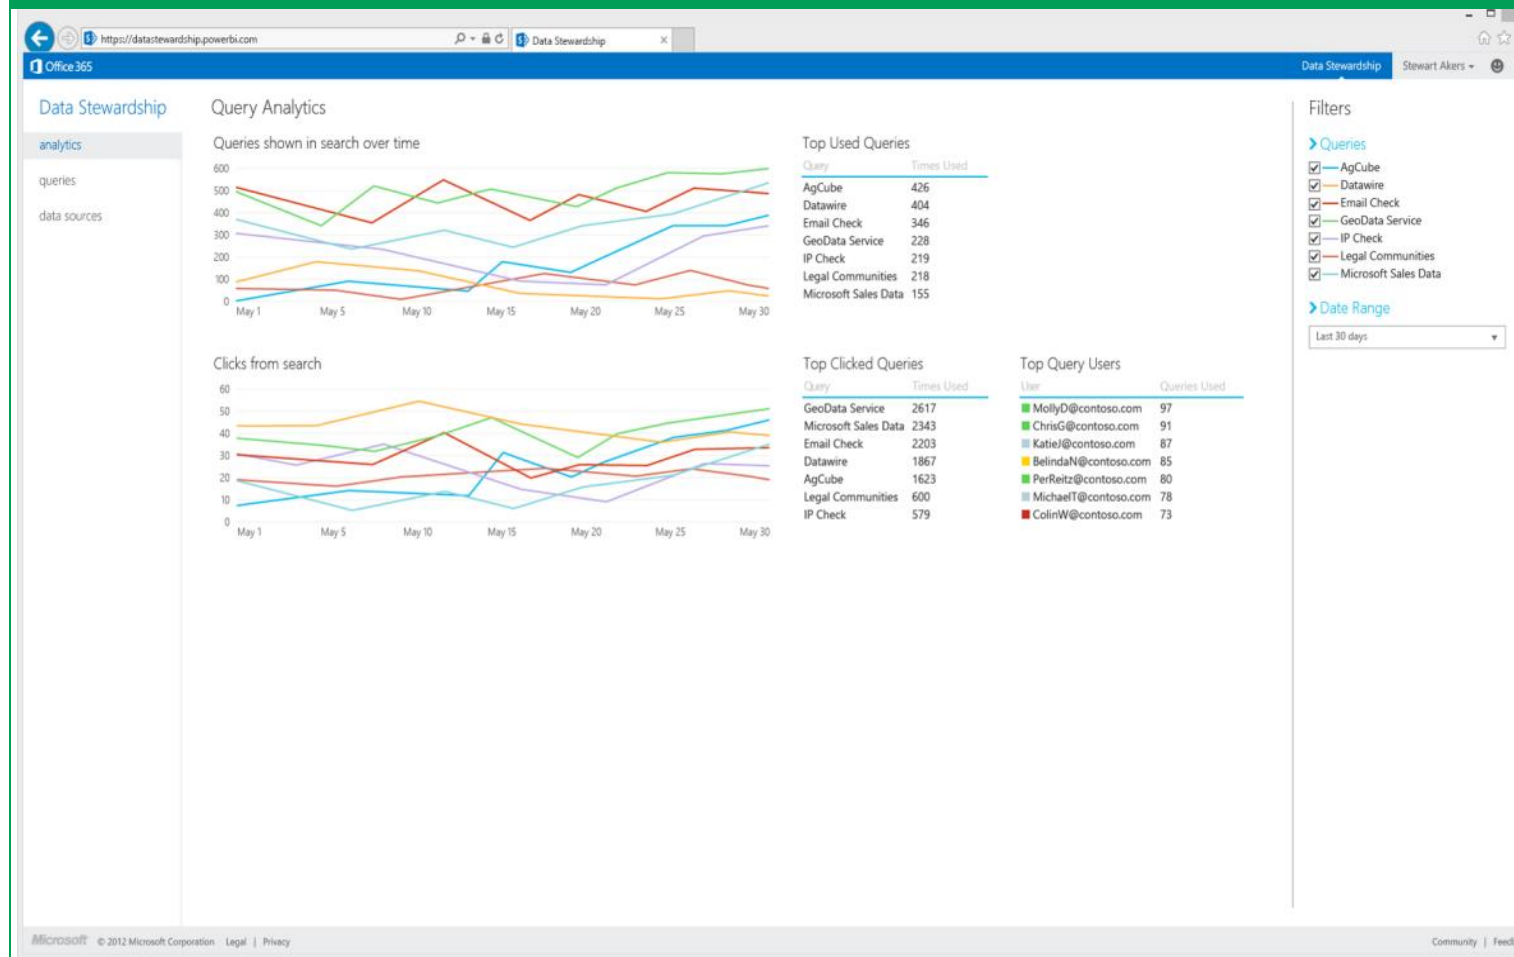 https://datastewardship.powerbi.com
Data Stewardship
Office 365
Data Stewardship
Stewart Akers
Data Stewardship
analytics
queries
data sources
Query Analytics
Queries shown in search over time
600
500
400
300
200
100
0
May 1 May 5 May 10 May 15 May 20 May 25 May 30
Top Used Queries
Query Times Used
AgCube 426
Datawire 404
Email Check 346
GeoData Service 228
IP Check 219
Legal Communities 218
Microsoft Sales Data 155
Clicks from search
60
50
40
30
20
10
0
May 1 May 5 May 10 May 15 May 20 May 25 May 30
Top Clicked Queries
Query Times Used
GeoData Service 2617
Microsoft Sales Data 2343
Email Check 2203
Datawire 1867
AgCube 1623
Legal Communities 600
IP Check 579
Top Query Users
User Queries Used
MollyD@contoso.com 97
ChrisG@contoso.com 91
KatieJ@contoso.com 87
BelindaN@contoso.com 85
PerReitz@contoso.com 80
MichaelT@contoso.com 78
ColinW@contoso.com 73
Filters
Queries
AgCube
Datawire
Email Check
GeoData Service
IP Check
Legal Communities
Microsoft Sales Data
Date Range
Last 30 days
Microsoft © 2012 Microsoft Corporation Legal | Privacy
Community |